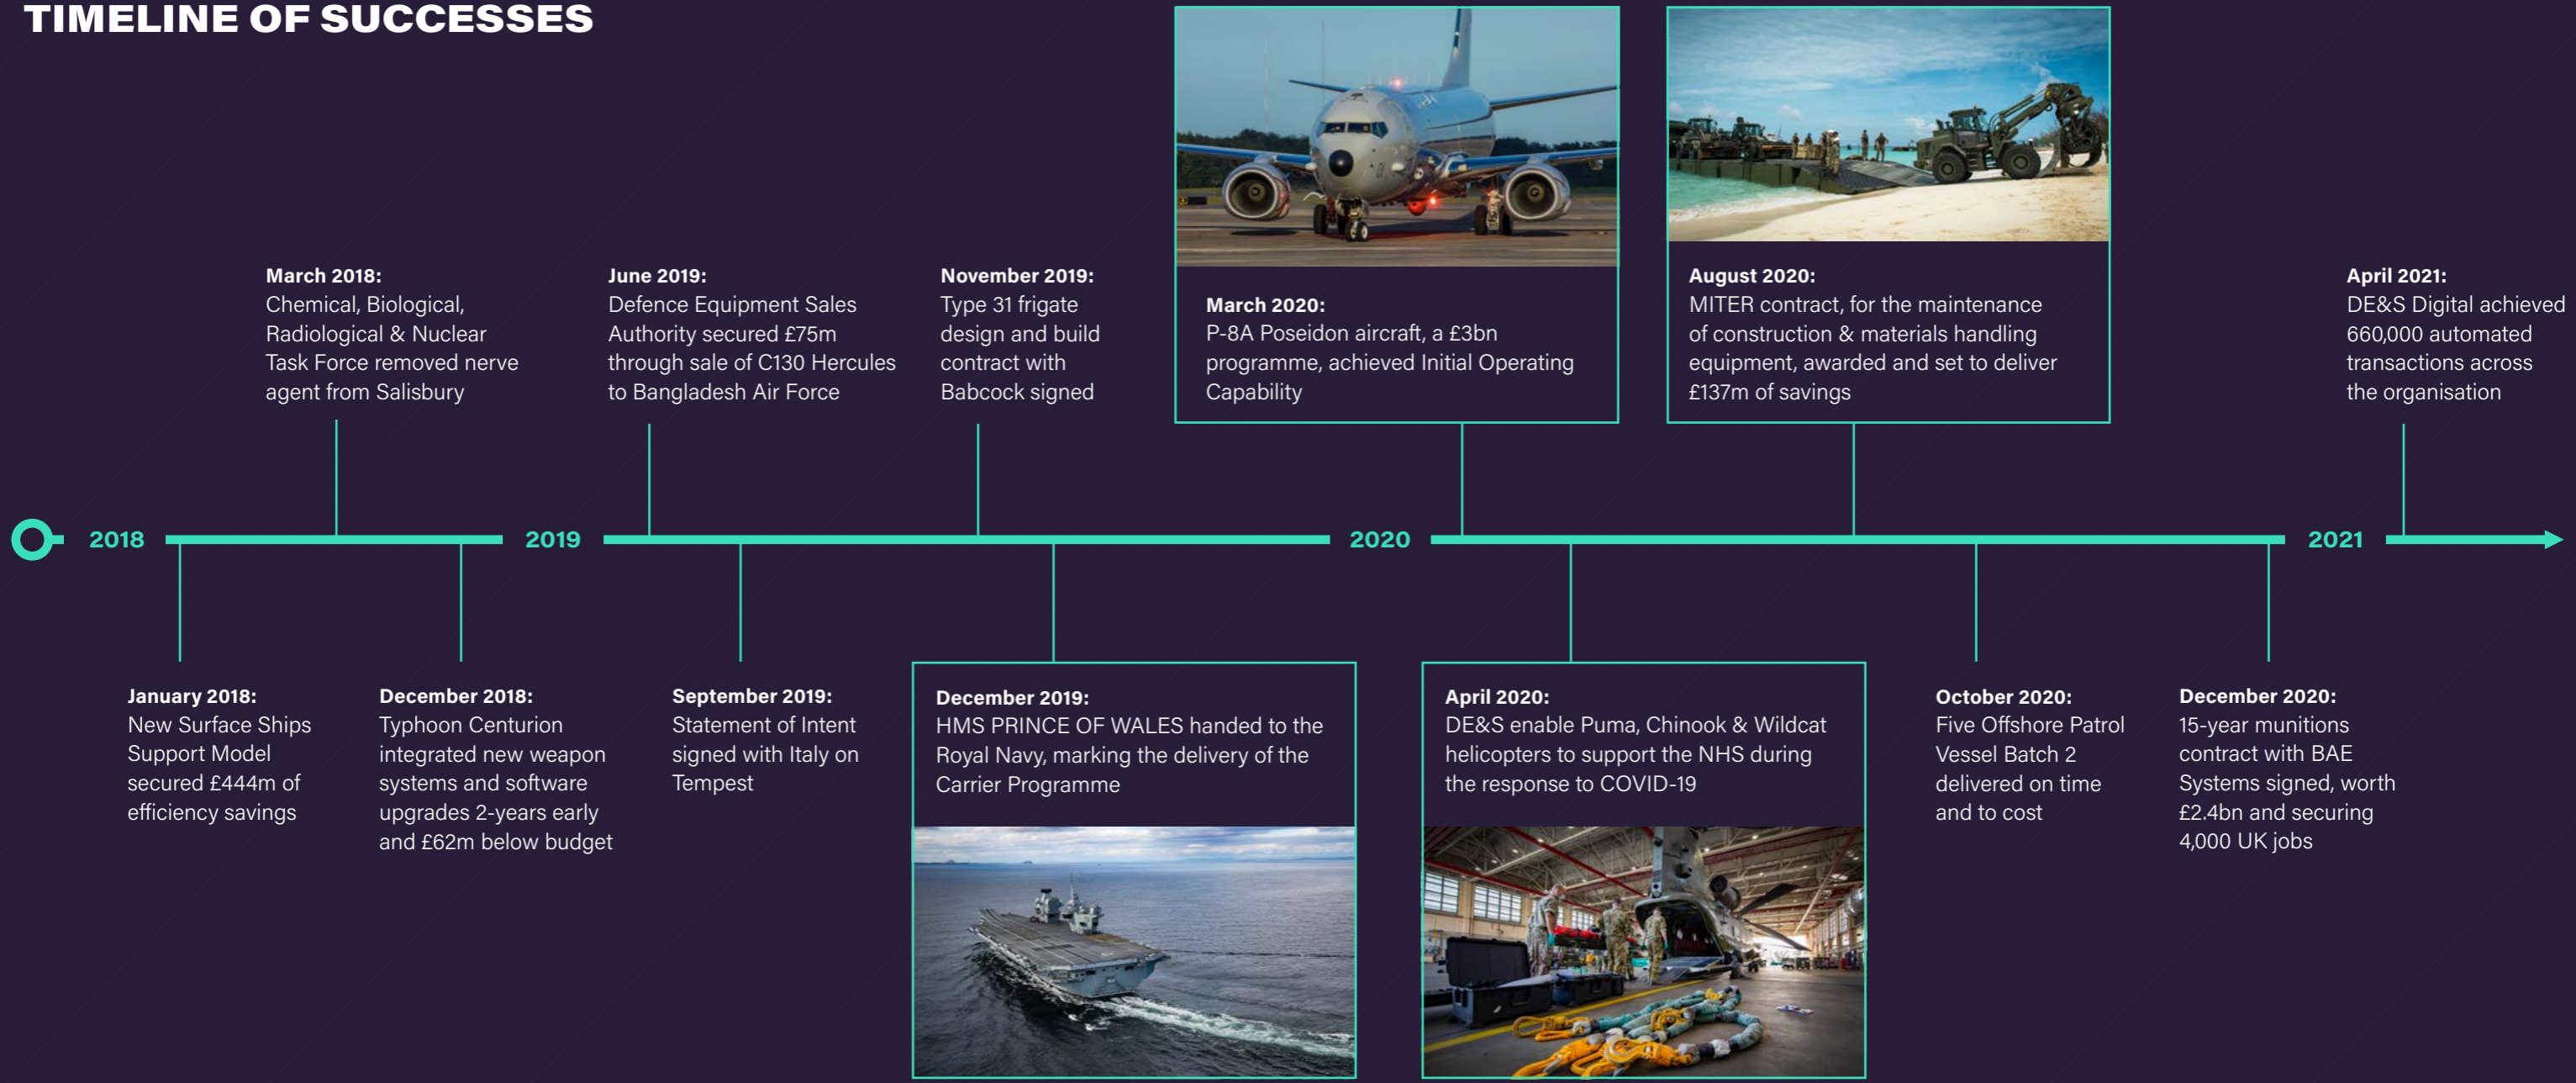 TIMELINE OF SUCCESSES
March 2018:
Chemical, Biological,
Radiological & Nuclear
Task Force removed nerve
agent from Salisbury
June 2019:
Defence Equipment Sales
Authority secured £75m
through sale of C130 Hercules
to Bangladesh Air Force
November 2019:
Type 31 frigate
design and build
contract with
Babcock signed
March 2020:
P-8A Poseidon aircraft, a £3bn
programme, achieved Initial Operating
Capability
August 2020:
MITER contract, for the maintenance
of construction & materials handling
equipment, awarded and set to deliver
£137m of savings
April 2021:
DE&S Digital achieved
660,000 automated
transactions across
the organisation
2018
2019
2020
2021
January 2018:
New Surface Ships
Support Model
secured £444m of
efficiency savings
December 2018:
Typhoon Centurion
integrated new weapon
systems and software
upgrades 2-years early
and £62m below budget
September 2019:
Statement of Intent
signed with Italy on
Tempest
December 2019:
HMS PRINCE OF WALES handed to the
Royal Navy, marking the delivery of the
Carrier Programme
April 2020:
DE&S enable Puma, Chinook & Wildcat
helicopters to support the NHS during
the response to COVID-19
October 2020:
Five Offshore Patrol
Vessel Batch 2
delivered on time
and to cost
December 2020:
15-year munitions
contract with BAE
Systems signed, worth
£2.4bn and securing
4,000 UK jobs